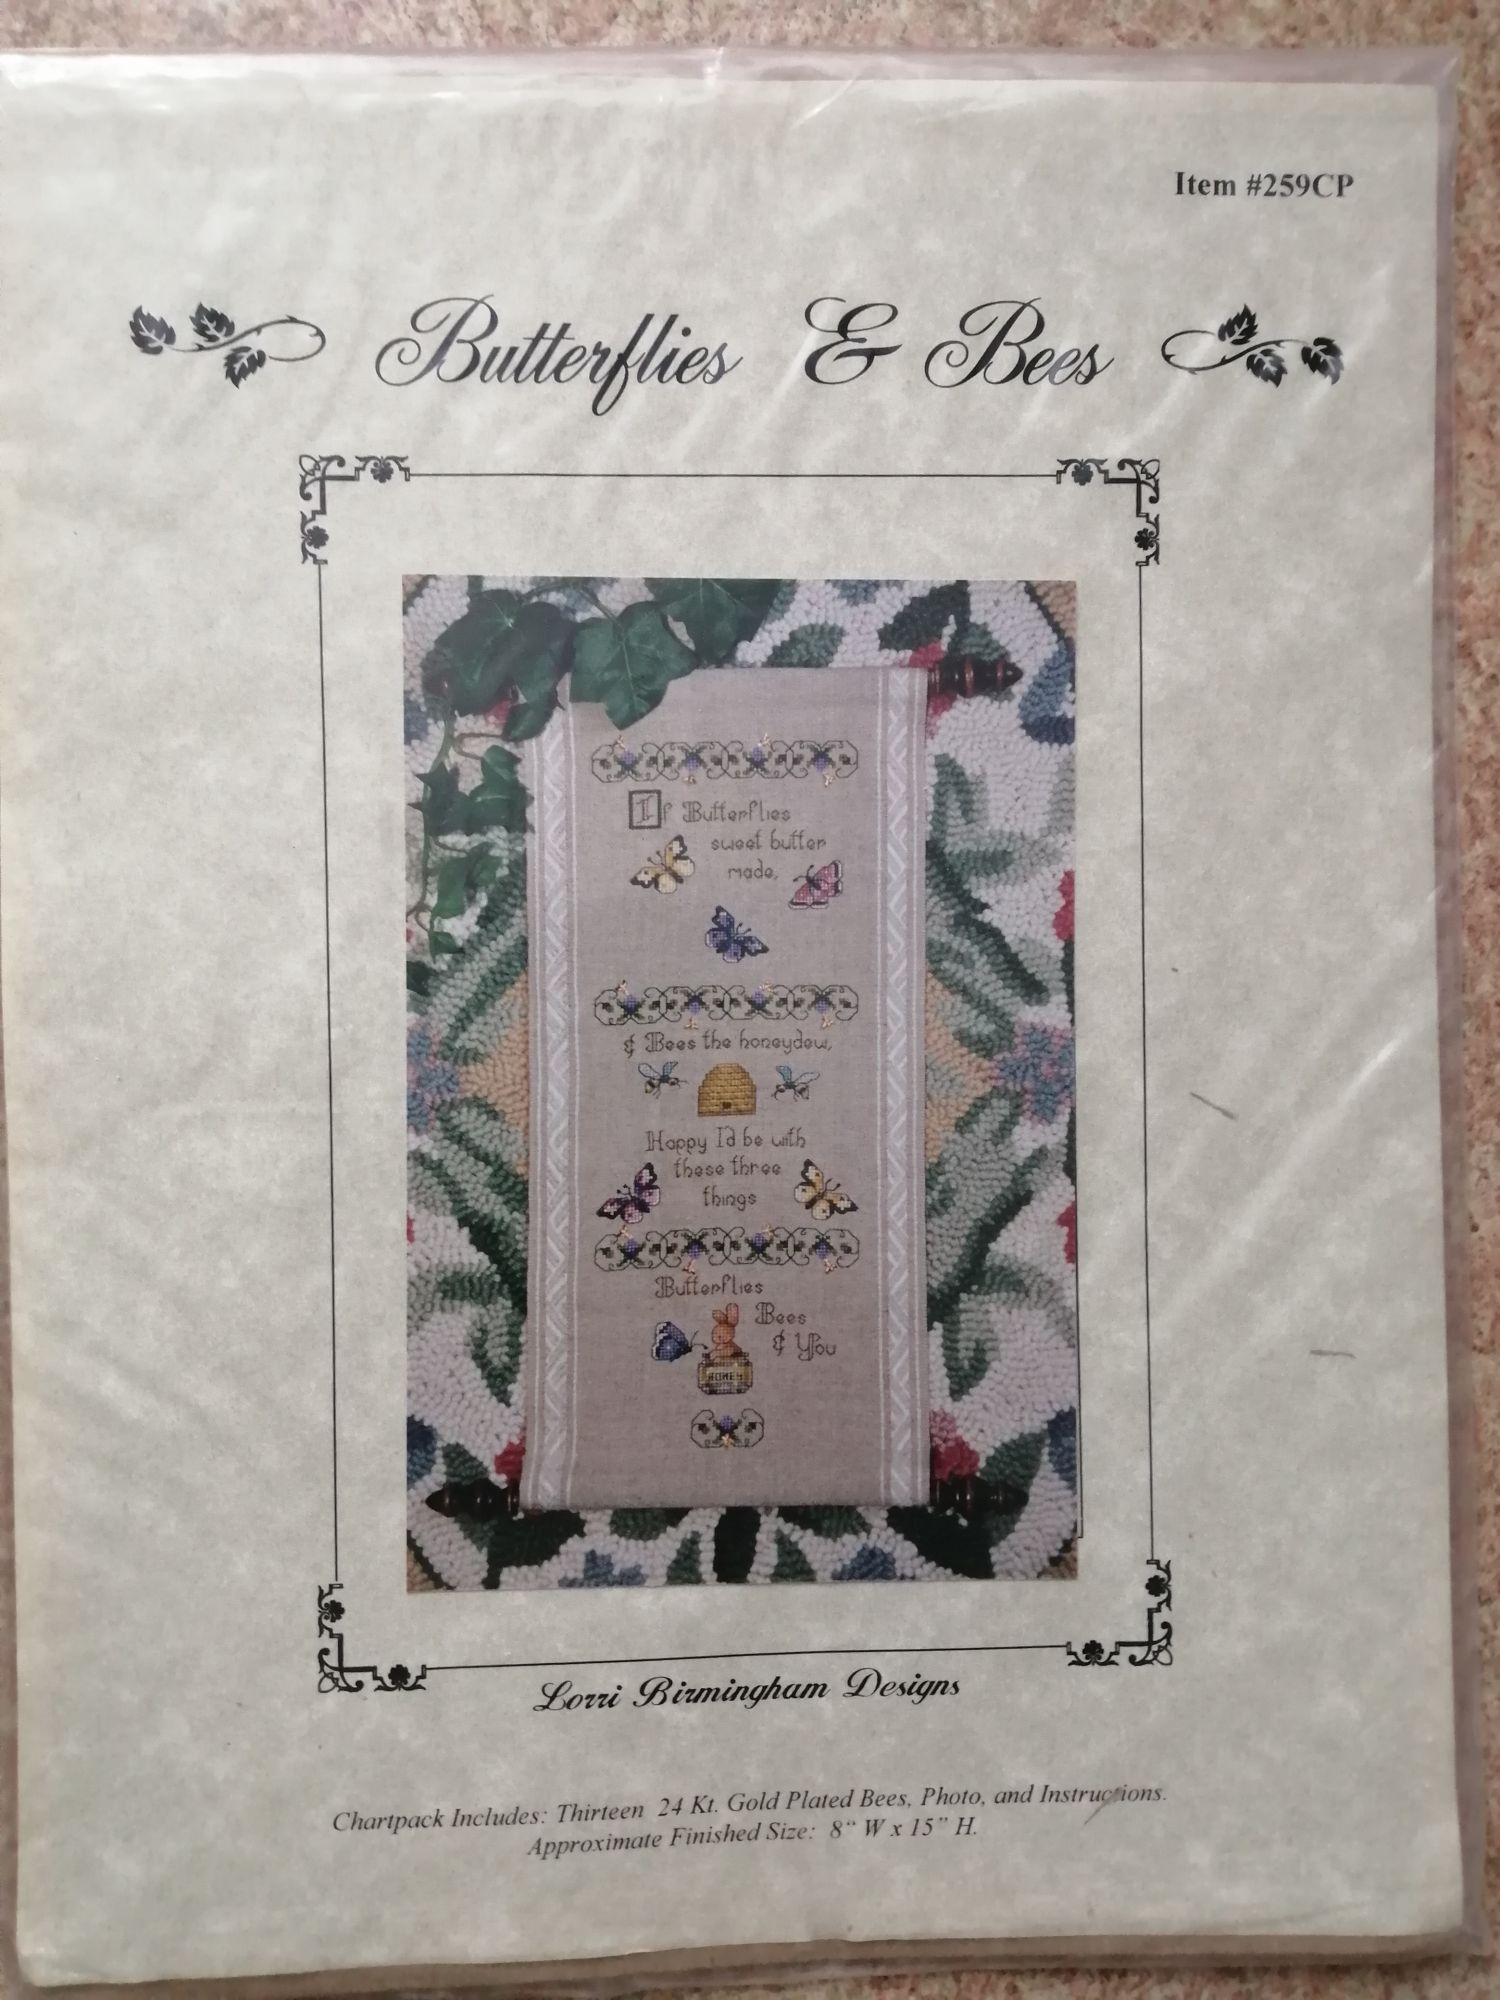 Item #259CP
Butterflies & Bees
If Butterflies
sweet butter
made,
& Bees the honeydew,
Happy I'd be with
these three
things
Butterflies
Bees
& You
HONEY
Lorri Birmingham Designs
Chartpack Includes: Thirteen 24 Kt. Gold Plated Bees, Photo, and Instructions.
Approximate Finished Size: 8" W x 15" H.